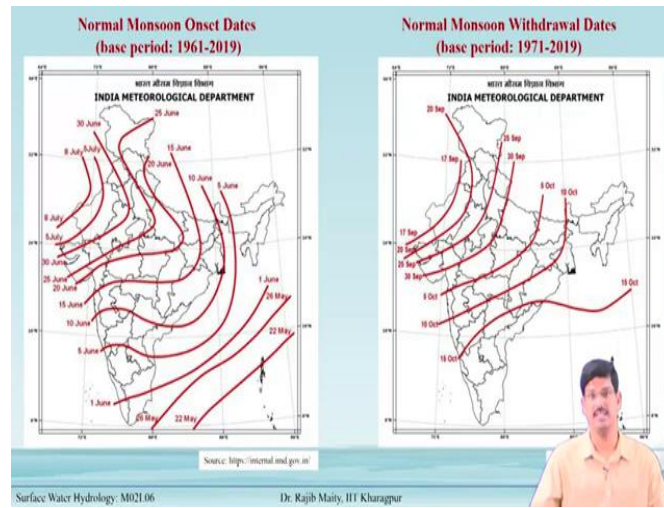 Normal Monsoon Onset Dates
(base period: 1961-2019)
भारत मौसम विज्ञान विभाग
INDIA METEOROLOGICAL DEPARTMENT
25 June
30 June
15 June
8 July 5July
20 June
10 June
5 June
8 July
5July
30 June
25 June
20 June
15 June
10 June
5 June
1 June
26 May
22 May
1 June
26 May
22 May
Source: https://internal.imd.gov.in/
Normal Monsoon Withdrawal Dates
(base period: 1971-2019)
भारत मौसम विज्ञान विभाग
INDIA METEOROLOGICAL DEPARTMENT
20 Sep
25 Sep
17 Sep
30 Sep
5 Oct
10 Oct
17 Sep
20 Sep
25 Sep
30 Sep
5 Oct
10 Oct
15 Oct
15 Oct
Surface Water Hydrology: M02L06
Dr. Rajib Maity, IIT Kharagpur